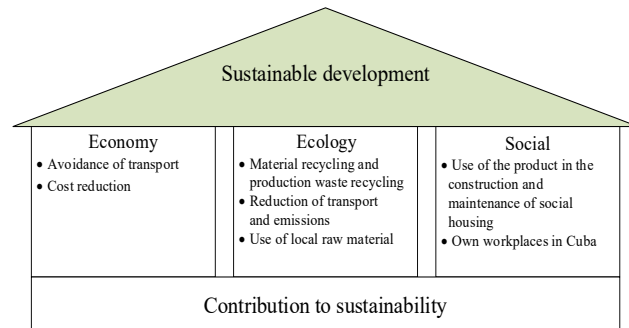 Sustainable development
Economy
• Avoidance of transport
• Cost reduction
Ecology
• Material recycling and
production waste recycling
• Reduction of transport
and emissions
• Use of local raw material
Social
• Use of the product in the
construction and
maintenance of social
housing
• Own workplaces in Cuba
Contribution to sustainability